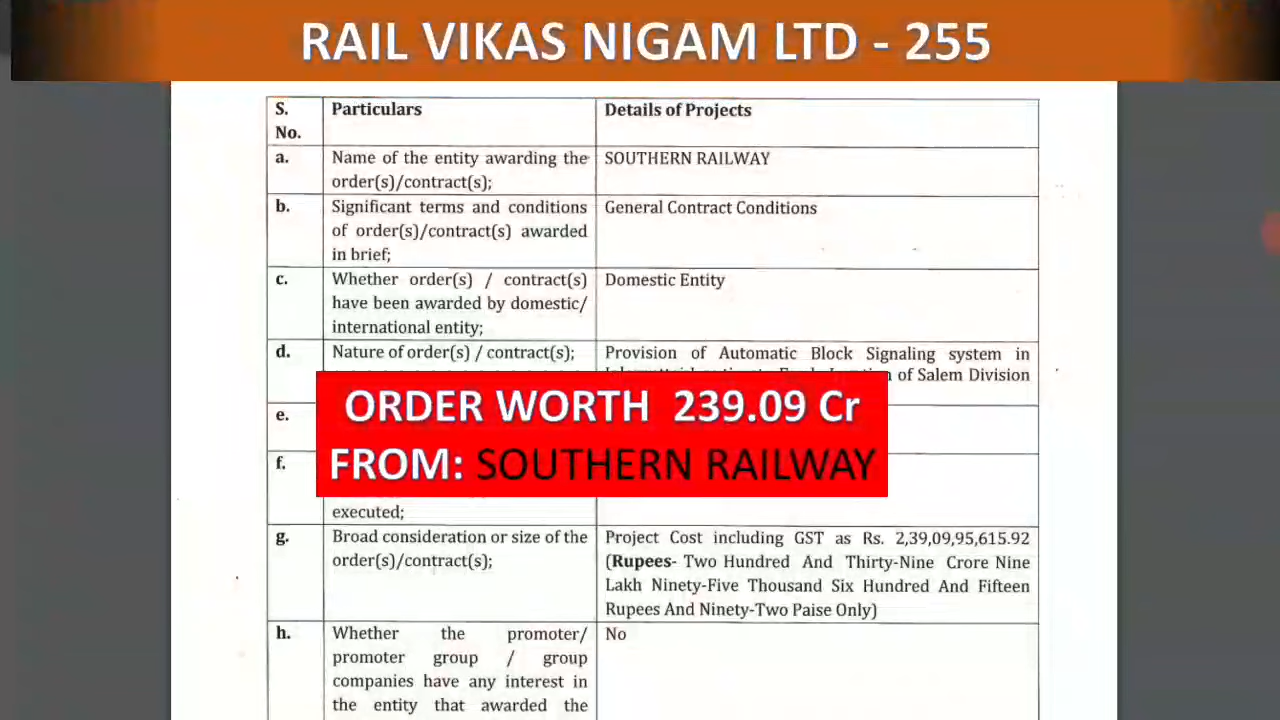 RAIL VIKAS NIGAM LTD - 255
S. No.
Particulars
Details of Projects
a.
Name of the entity awarding the
order(s)/contract(s);
SOUTHERN RAILWAY
b.
Significant terms and conditions
of order(s)/contract(s) awarded
in brief;
General Contract Conditions
c.
Whether order(s) / contract(s)
have been awarded by domestic/
international entity;
Domestic Entity
d.
Nature of order(s) / contract(s);
Provision of Automatic Block Signaling system in
of Salem Division
ORDER WORTH 239.09 Cr
FROM: SOUTHERN RAILWAY
e.
f.
executed;
g.
Broad consideration or size of the
order(s)/contract(s);
Project Cost including GST as Rs. 2,39,09,95,615.92
(Rupees- Two Hundred And Thirty-Nine Crore Nine
Lakh Ninety-Five Thousand Six Hundred And Fifteen
Rupees And Ninety-Two Paise Only)
h.
Whether the promoter/
promoter group / group
companies have any interest in
the entity that awarded the
No